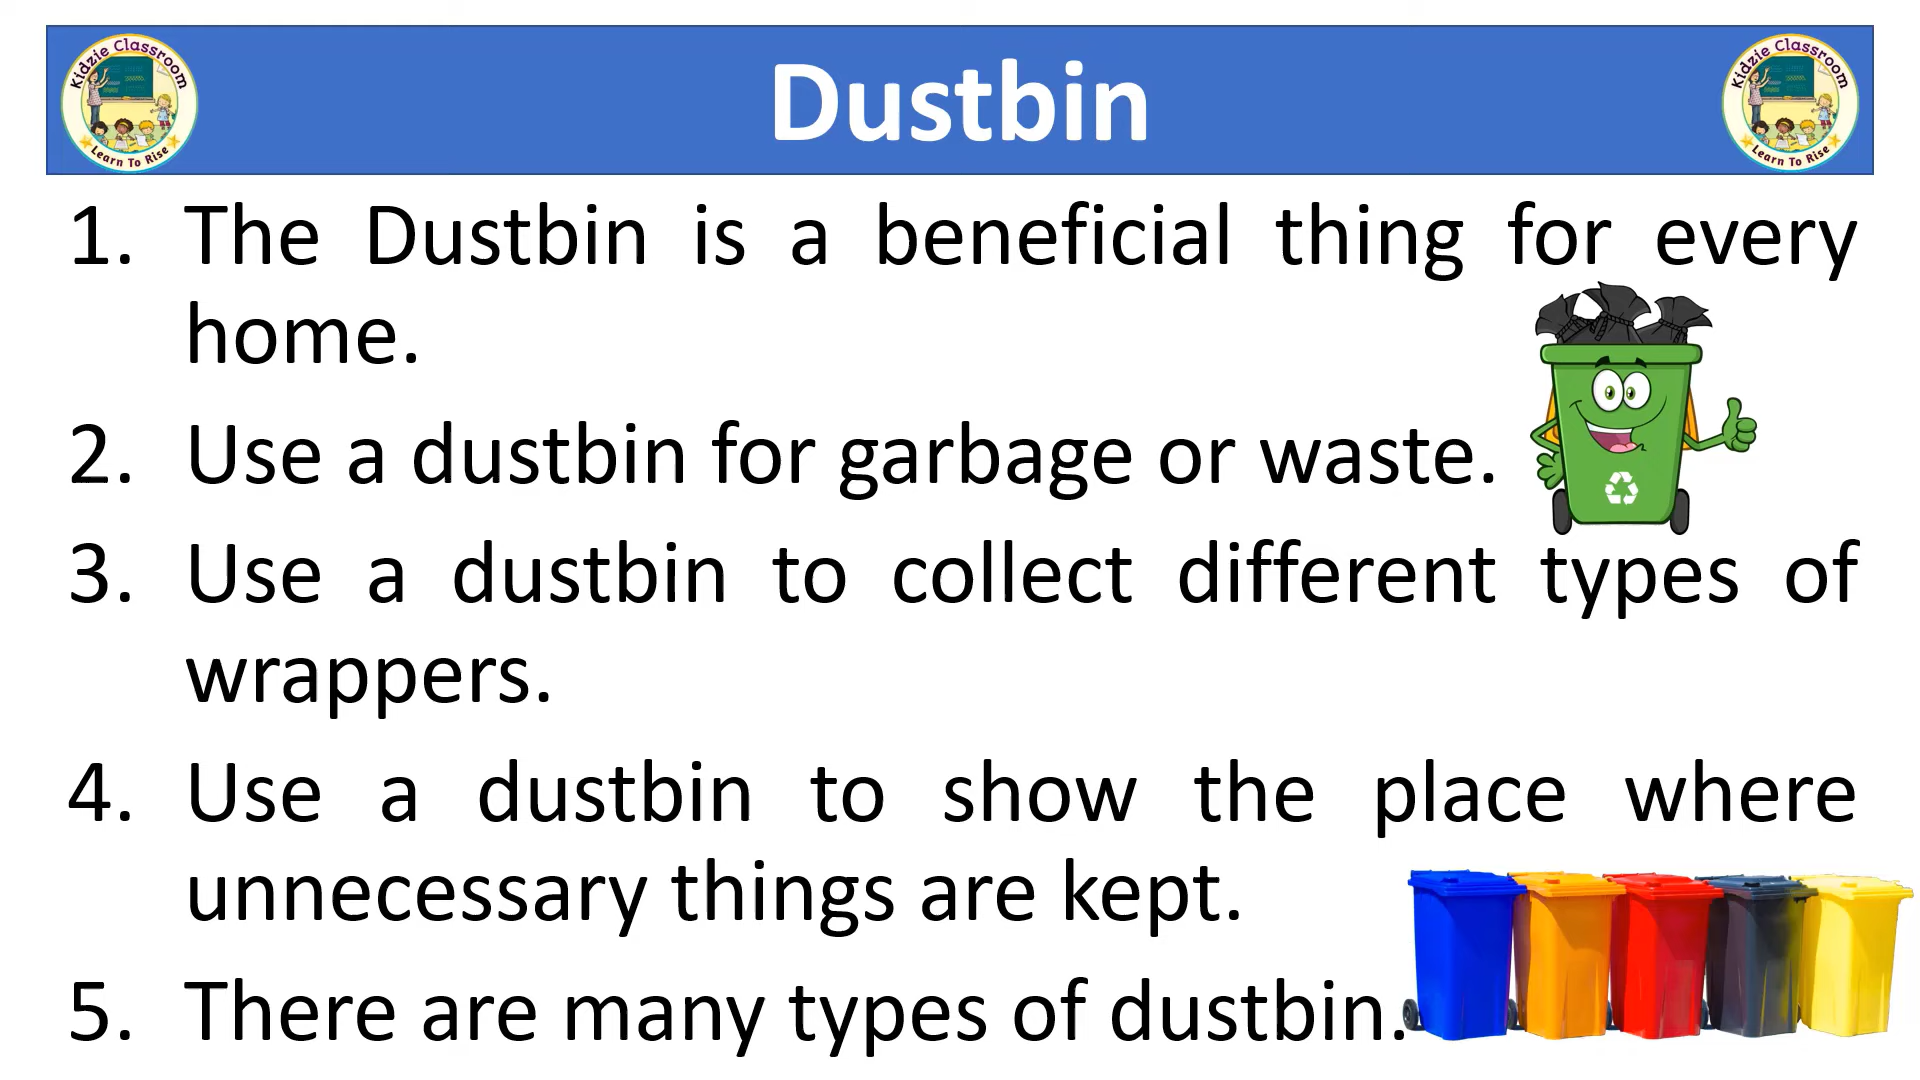 Kidzie Classroom
Learn To Rise
Dustbin
Kidzie Classroom
Learn To Rise
1. The Dustbin is a beneficial thing for every
home.
2. Use a dustbin for garbage or waste.
3. Use a dustbin to collect different types of
wrappers.
4. Use a dustbin to show the place where
unnecessary things are kept.
5. There are many types of dustbin.